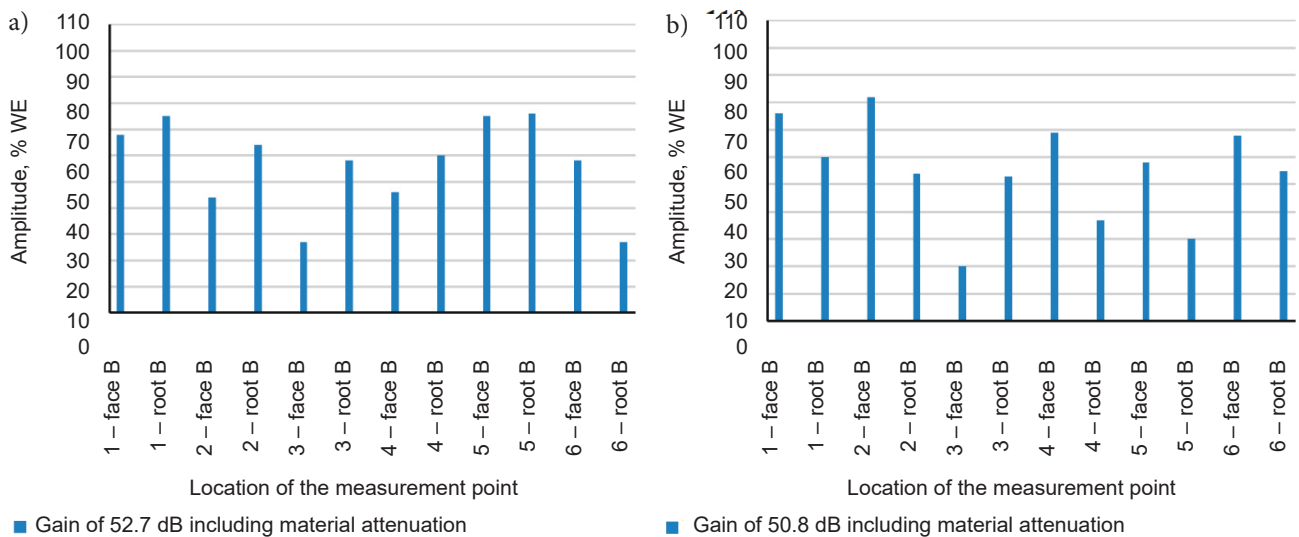 a)
110
100
90
80
70
60
50
40
30
20
10
0
Amplitude, % WE
1 – face B
1 – root B
2 – face B
2 – root B
3 – face B
3 – root B
4 – face B
4 – root B
5 – face B
5 – root B
6 – face B
6 – root B
Location of the measurement point
Gain of 52.7 dB including material attenuation
b)
110
100
90
80
70
60
50
40
30
20
10
0
Amplitude, % WE
1 – face B
1 – root B
2 – face B
2 – root B
3 – face B
3 – root B
4 – face B
4 – root B
5 – face B
5 – root B
6 – face B
6 – root B
Location of the measurement point
Gain of 50.8 dB including material attenuation